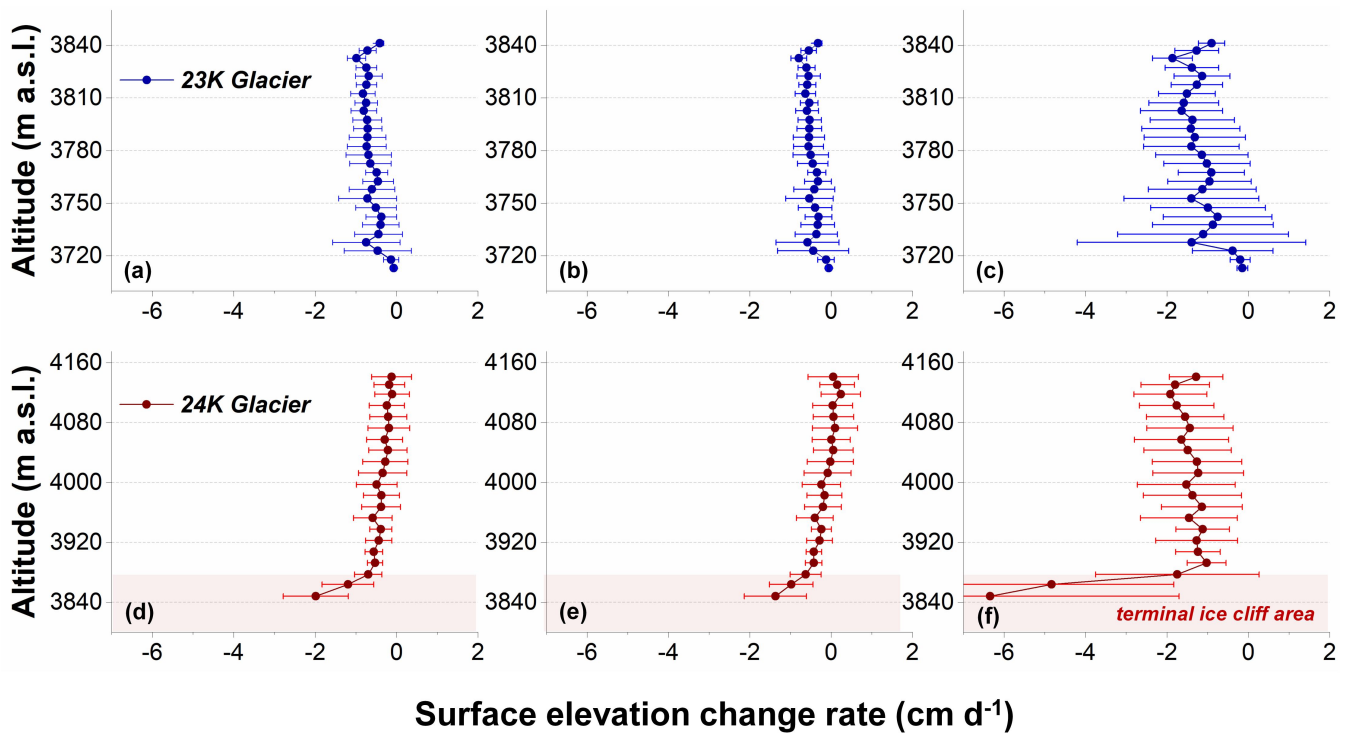 3840
3810
3780
3750
3720
Altitude (m a.s.l.)
23K Glacier
(a)
-6 -4 -2 0 2
3840
3810
3780
3750
3720
(b)
-6 -4 -2 0 2
3840
3810
3780
3750
3720
(c)
-6 -4 -2 0 2
4160
4080
4000
3920
3840
Altitude (m a.s.l.)
24K Glacier
(d)
-6 -4 -2 0 2
4160
4080
4000
3920
3840
(e)
-6 -4 -2 0 2
4160
4080
4000
3920
3840
(f)
terminal ice cliff area
-6 -4 -2 0 2
Surface elevation change rate (cm d⁻¹)